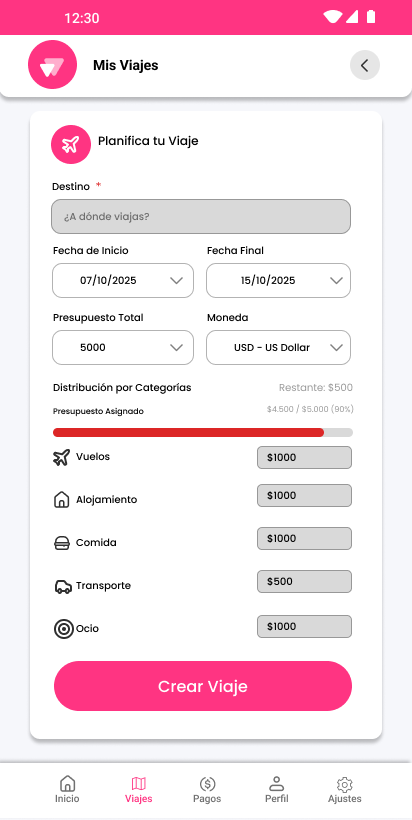 12:30
Mis Viajes
Planifica tu Viaje
Destino *
¿A dónde viajas?
Fecha de Inicio Fecha Final
07/10/2025 15/10/2025
Presupuesto Total Moneda
5000 USD - US Dollar
Distribución por Categorías Restante: $500
Presupuesto Asignado $4.500 / $5.000 (90%)
Vuelos $1000
Alojamiento $1000
Comida $1000
Transporte $500
Ocio $1000
Crear Viaje
Inicio Viajes Pagos Perfil Ajustes